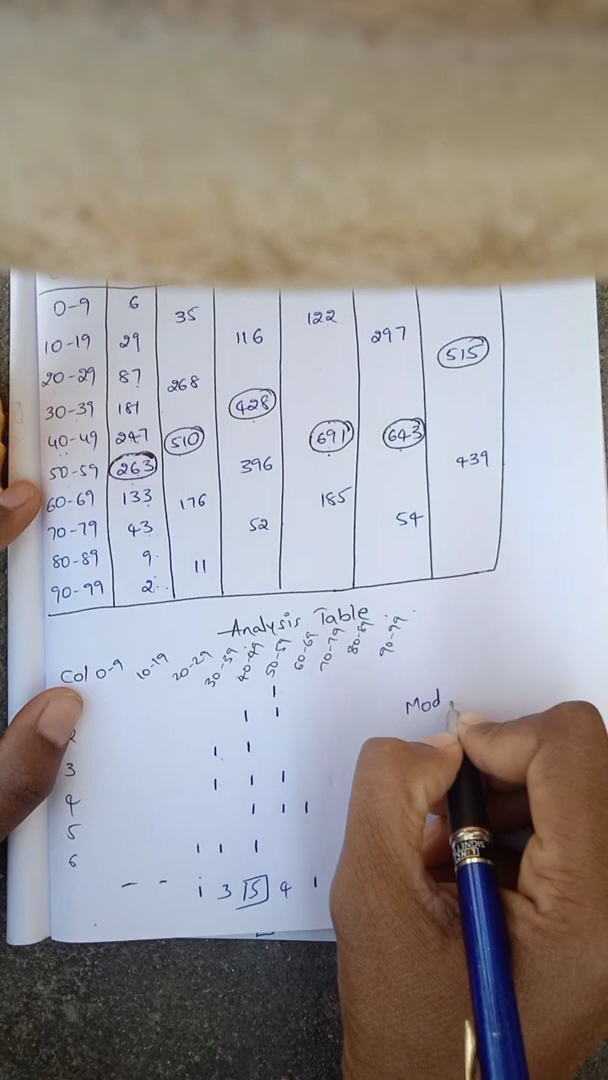 0-9 6 35 122
10-19 29 116 297
20-29 87 268 515
30-39 181 428
40-49 247 510 691 643
50-59 263 396 439
60-69 133 176 185
70-79 43 52 54
80-89 9 11
90-99 2
Analysis Table
Col 0-9 10-19 20-29 30-39 40-49 50-59 60-69 70-79 80-89 90-99
I
2 I I
I I
3 I I I
4 I I I
5
6 I I I
- - 1 3 5 4 1
Mod